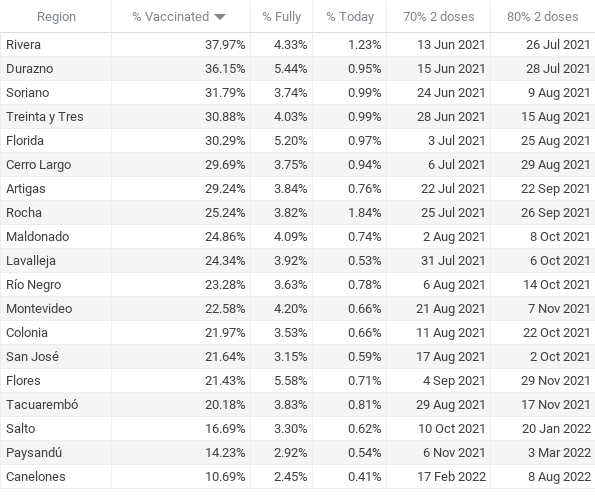 Region % Vaccinated % Fully % Today 70% 2 doses 80% 2 doses
Rivera 37.97% 4.33% 1.23% 13 Jun 2021 26 Jul 2021
Durazno 36.15% 5.44% 0.95% 15 Jun 2021 28 Jul 2021
Soriano 31.79% 3.74% 0.99% 24 Jun 2021 9 Aug 2021
Treinta y Tres 30.88% 4.03% 0.99% 28 Jun 2021 15 Aug 2021
Florida 30.29% 5.20% 0.97% 3 Jul 2021 25 Aug 2021
Cerro Largo 29.69% 3.75% 0.94% 6 Jul 2021 29 Aug 2021
Artigas 29.24% 3.84% 0.76% 22 Jul 2021 22 Sep 2021
Rocha 25.24% 3.82% 1.84% 25 Jul 2021 26 Sep 2021
Maldonado 24.86% 4.09% 0.74% 2 Aug 2021 8 Oct 2021
Lavalleja 24.34% 3.92% 0.53% 31 Jul 2021 6 Oct 2021
Río Negro 23.28% 3.63% 0.78% 6 Aug 2021 14 Oct 2021
Montevideo 22.58% 4.20% 0.66% 21 Aug 2021 7 Nov 2021
Colonia 21.97% 3.53% 0.66% 11 Aug 2021 22 Oct 2021
San José 21.64% 3.15% 0.59% 17 Aug 2021 2 Oct 2021
Flores 21.43% 5.58% 0.71% 4 Sep 2021 29 Nov 2021
Tacuarembó 20.18% 3.83% 0.81% 29 Aug 2021 17 Nov 2021
Salto 16.69% 3.30% 0.62% 10 Oct 2021 20 Jan 2022
Paysandú 14.23% 2.92% 0.54% 6 Nov 2021 3 Mar 2022
Canelones 10.69% 2.45% 0.41% 17 Feb 2022 8 Aug 2022